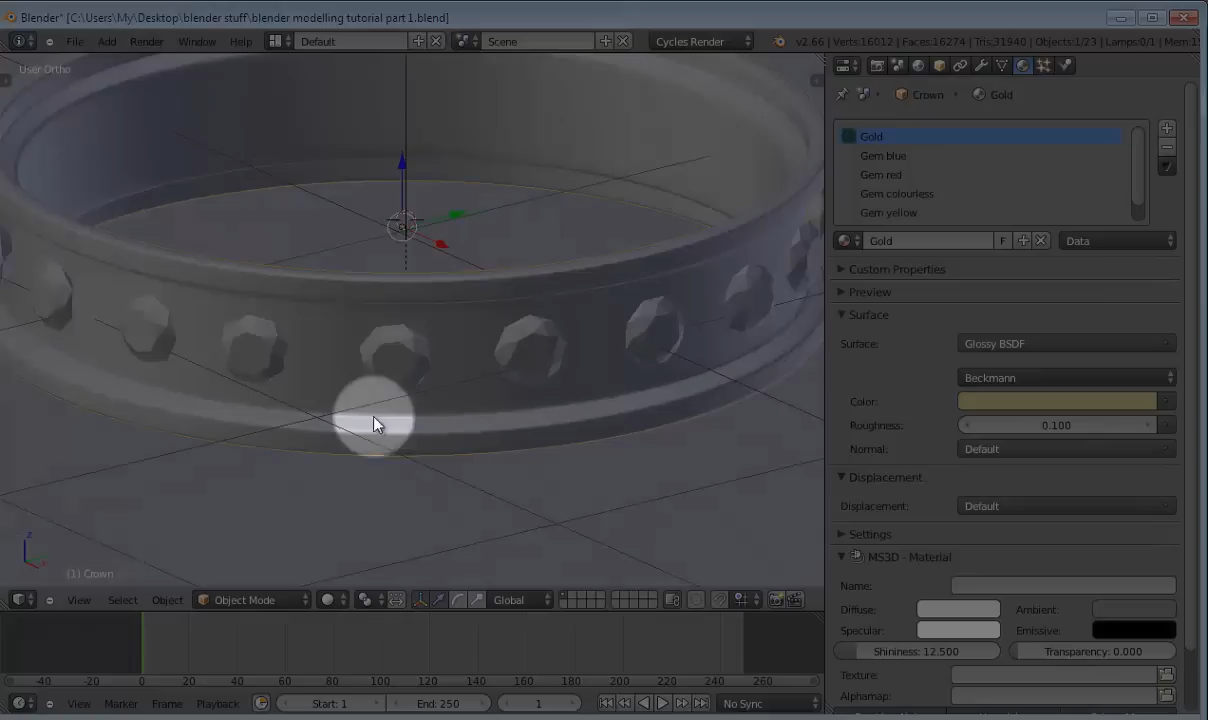 Blender* [C:\Users\My\Desktop\blender stuff\blender modelling tutorial part 1.blend]
File Add Render Window Help Default Scene Cycles Render v2.66 | Verts:16012 | Faces:16274 | Tris:31940 | Objects:1/23 | Lamps:0/1 | Mem:1
User Ortho
Crown Gold
Gold
Gem blue
Gem red
Gem colourless
Gem yellow
Gold F Data
Custom Properties
Preview
Surface
Surface: Glossy BSDF
Beckmann
Color:
Roughness: 0.100
Normal: Default
Displacement
Displacement: Default
Settings
MS3D - Material
Name:
Diffuse: Ambient:
Specular: Emissive:
Shininess: 12.500 Transparency: 0.000
Texture:
Alphamap:
z
(1) Crown
View Select Object Object Mode Global
-40 -20 0 20 40 60 80 100 120 140 160 180 200 220 240 260
View Marker Frame Playback Start: 1 End: 250 1 No Sync